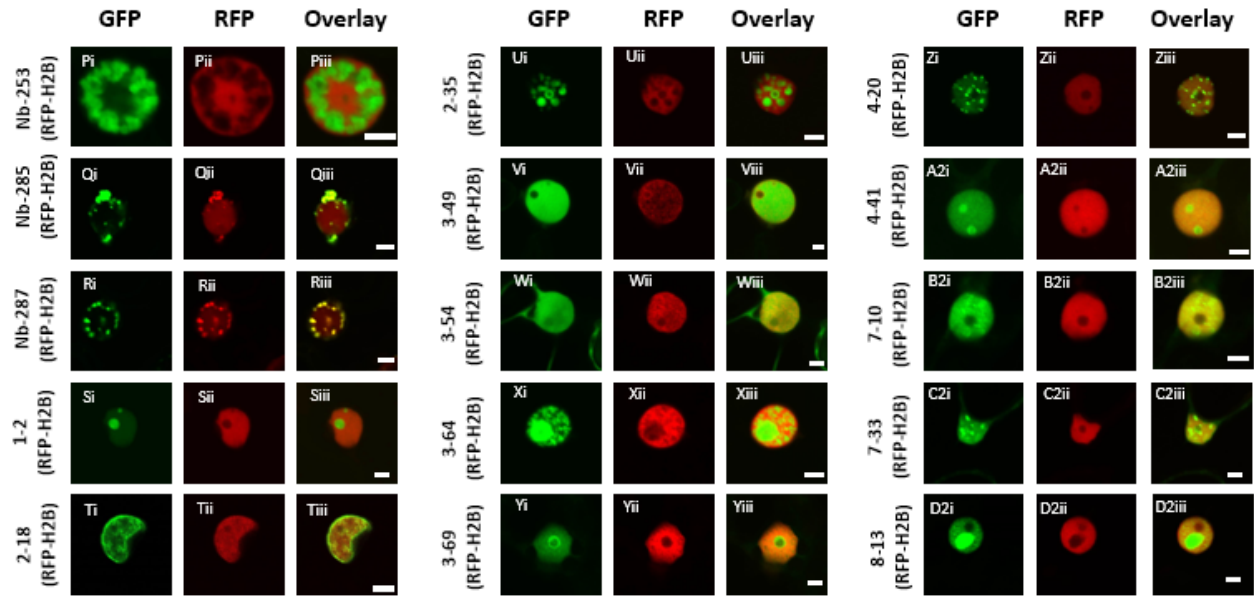 GFP RFP Overlay GFP RFP Overlay GFP RFP Overlay
Nb-253
(RFP-H2B)
Pi Pii Piii
2-35
(RFP-H2B)
Ui Uii Uiii
4-20
(RFP-H2B)
Zi Zii Ziii
Nb-285
(RFP-H2B)
Qi Qii Qiii
3-49
(RFP-H2B)
Vi Vii Viii
4-41
(RFP-H2B)
A2i A2ii A2iii
Nb-287
(RFP-H2B)
Ri Rii Riii
3-54
(RFP-H2B)
Wi Wii Wiii
7-10
(RFP-H2B)
B2i B2ii B2iii
1-2
(RFP-H2B)
Si Sii Siii
3-64
(RFP-H2B)
Xi Xii Xiii
7-33
(RFP-H2B)
C2i C2ii C2iii
2-18
(RFP-H2B)
Ti Tii Tiii
3-69
(RFP-H2B)
Yi Yii Yiii
8-13
(RFP-H2B)
D2i D2ii D2iii